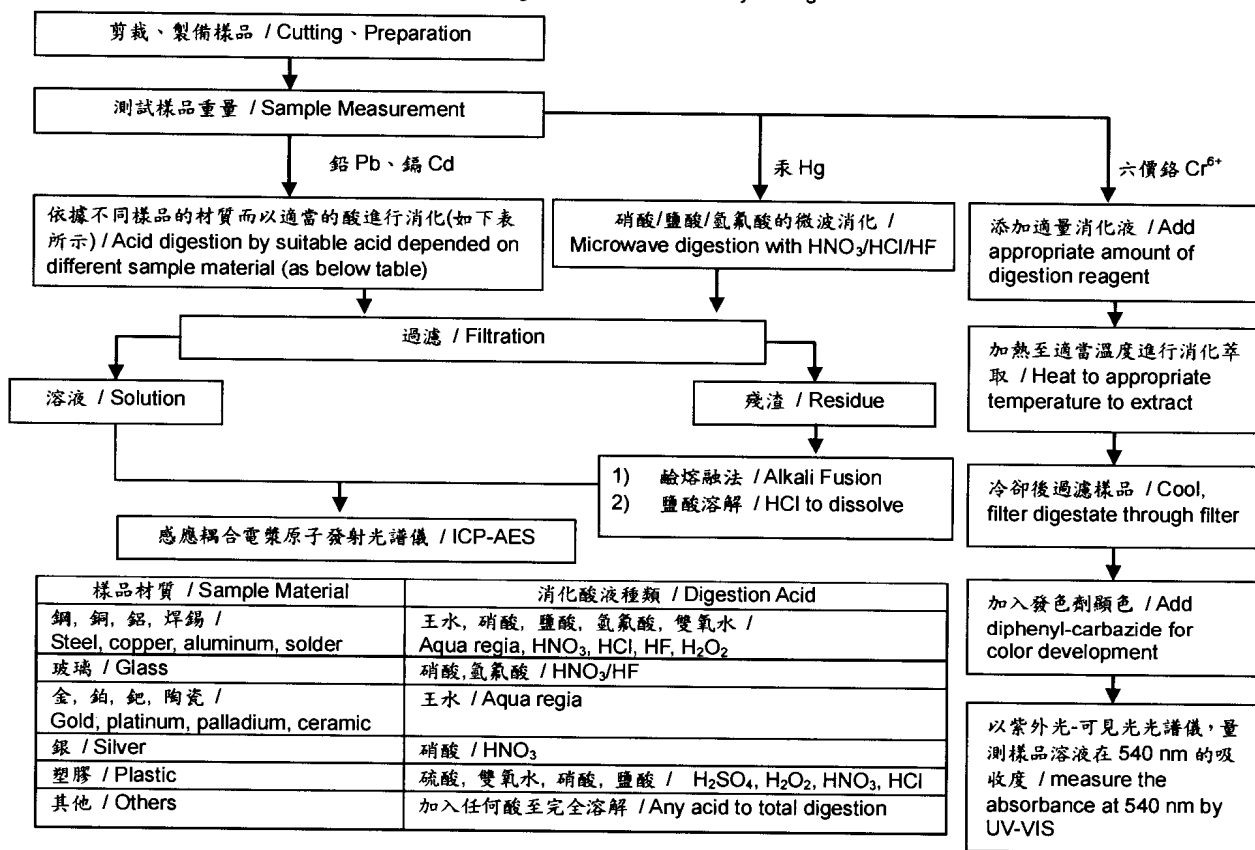 剪裁、製備樣品 / Cutting、Preparation
測試樣品重量 / Sample Measurement
鉛 Pb、鎘 Cd
汞 Hg
六價鉻 Cr⁶⁺
依據不同樣品的材質而以適當的酸進行消化(如下表
所示) / Acid digestion by suitable acid depended on
different sample material (as below table)
硝酸/鹽酸/氫氟酸的微波消化 /
Microwave digestion with HNO₃/HCl/HF
添加適量消化液 / Add
appropriate amount of
digestion reagent
過濾 / Filtration
加熱至適當溫度進行消化萃
取 / Heat to appropriate
temperature to extract
溶液 / Solution
殘渣 / Residue
1) 鹼熔融法 / Alkali Fusion
2) 鹽酸溶解 / HCl to dissolve
冷卻後過濾樣品 / Cool,
filter digestate through filter
感應耦合電漿原子發射光譜儀 / ICP-AES
樣品材質 / Sample Material
消化酸液種類 / Digestion Acid
鋼, 銅, 鋁, 焊錫 /
Steel, copper, aluminum, solder
王水, 硝酸, 鹽酸, 氫氟酸, 雙氧水 /
Aqua regia, HNO₃, HCl, HF, H₂O₂
玻璃 / Glass
硝酸,氫氟酸 / HNO₃/HF
金, 鉑, 鈀, 陶瓷 /
Gold, platinum, palladium, ceramic
王水 / Aqua regia
銀 / Silver
硝酸 / HNO₃
塑膠 / Plastic
硫酸, 雙氧水, 硝酸, 鹽酸 / H₂SO₄, H₂O₂, HNO₃, HCl
其他 / Others
加入任何酸至完全溶解 / Any acid to total digestion
加入發色劑顯色 / Add
diphenyl-carbazide for
color development
以紫外光-可見光光譜儀，量
測樣品溶液在 540 nm 的吸
收度 / measure the
absorbance at 540 nm by
UV-VIS